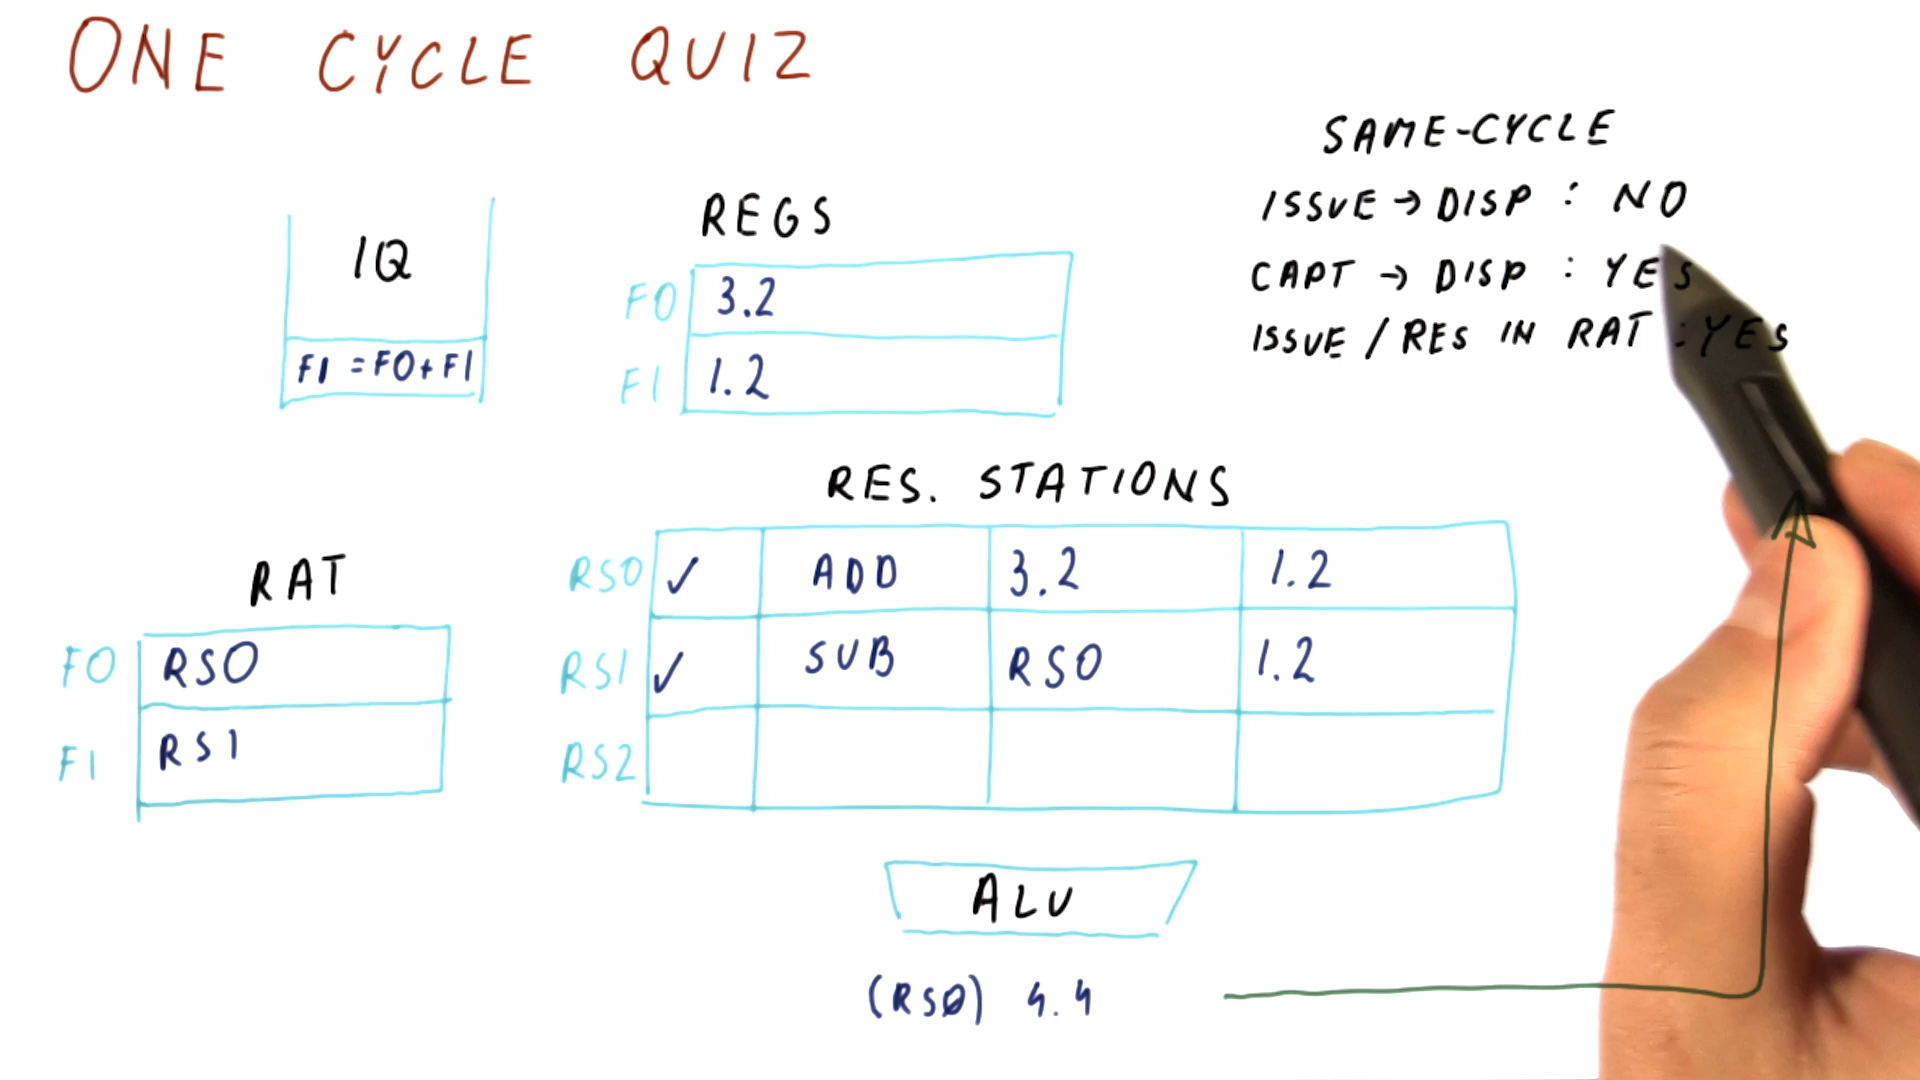 ONE CYCLE QUIZ
SAME-CYCLE
ISSUE → DISP : NO
CAPT → DISP : YES
ISSUE / RES IN RAT : YES
IQ
F1 = F0 + F1
REGS
F0 3.2
F1 1.2
RES. STATIONS
RS0 ✓ ADD 3.2 1.2
RS1 ✓ SUB RS0 1.2
RS2
RAT
F0 RS0
F1 RS1
ALU
(RS0) 4.4